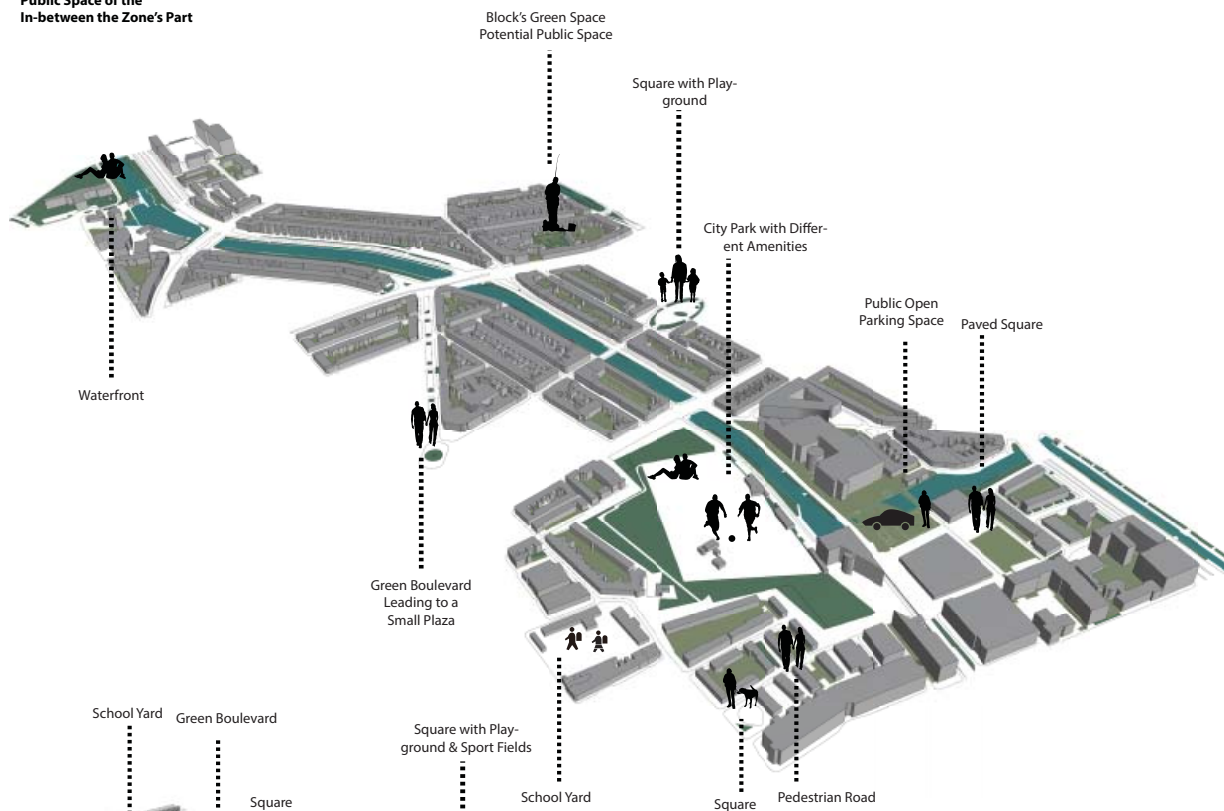 Public Space of the
In-between the Zone's Part
Block's Green Space
Potential Public Space
Square with Play-
ground
City Park with Differ-
ent Amenities
Public Open
Parking Space
Paved Square
Waterfront
Green Boulevard
Leading to a
Small Plaza
School Yard
Green Boulevard
Square
Square with Play-
ground & Sport Fields
School Yard
Square
Pedestrian Road